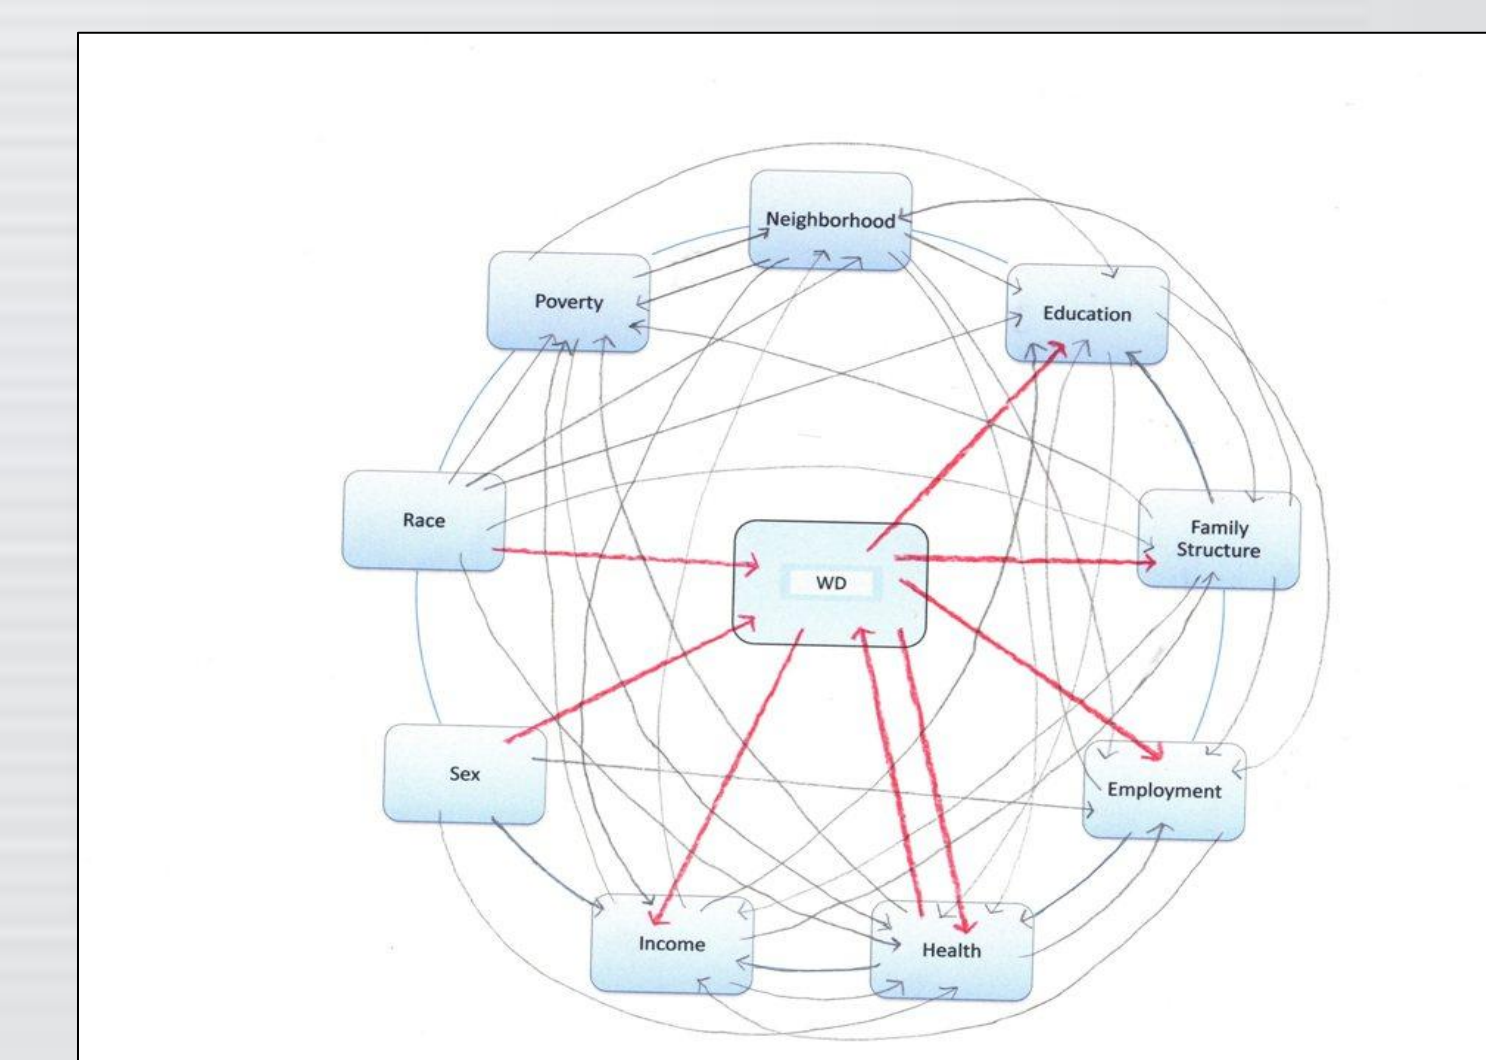 Neighborhood
Poverty
Education
Race
Family
Structure
WD
Sex
Employment
Income
Health